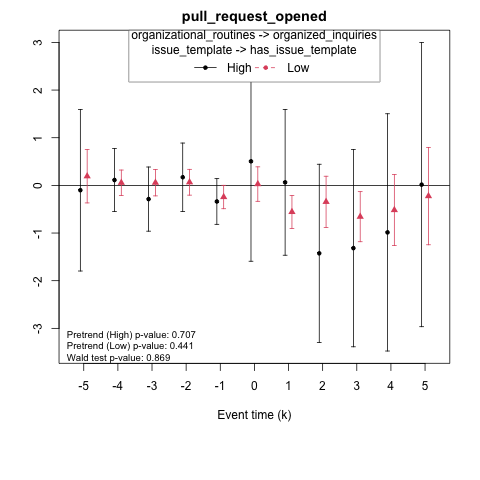 pull_request_opened
organizational_routines -> organized_inquiries
issue_template -> has_issue_template
High Low
3
2
1
0
-1
-2
-3
Pretrend (High) p-value: 0.707
Pretrend (Low) p-value: 0.441
Wald test p-value: 0.869
-5 -4 -3 -2 -1 0 1 2 3 4 5
Event time (k)